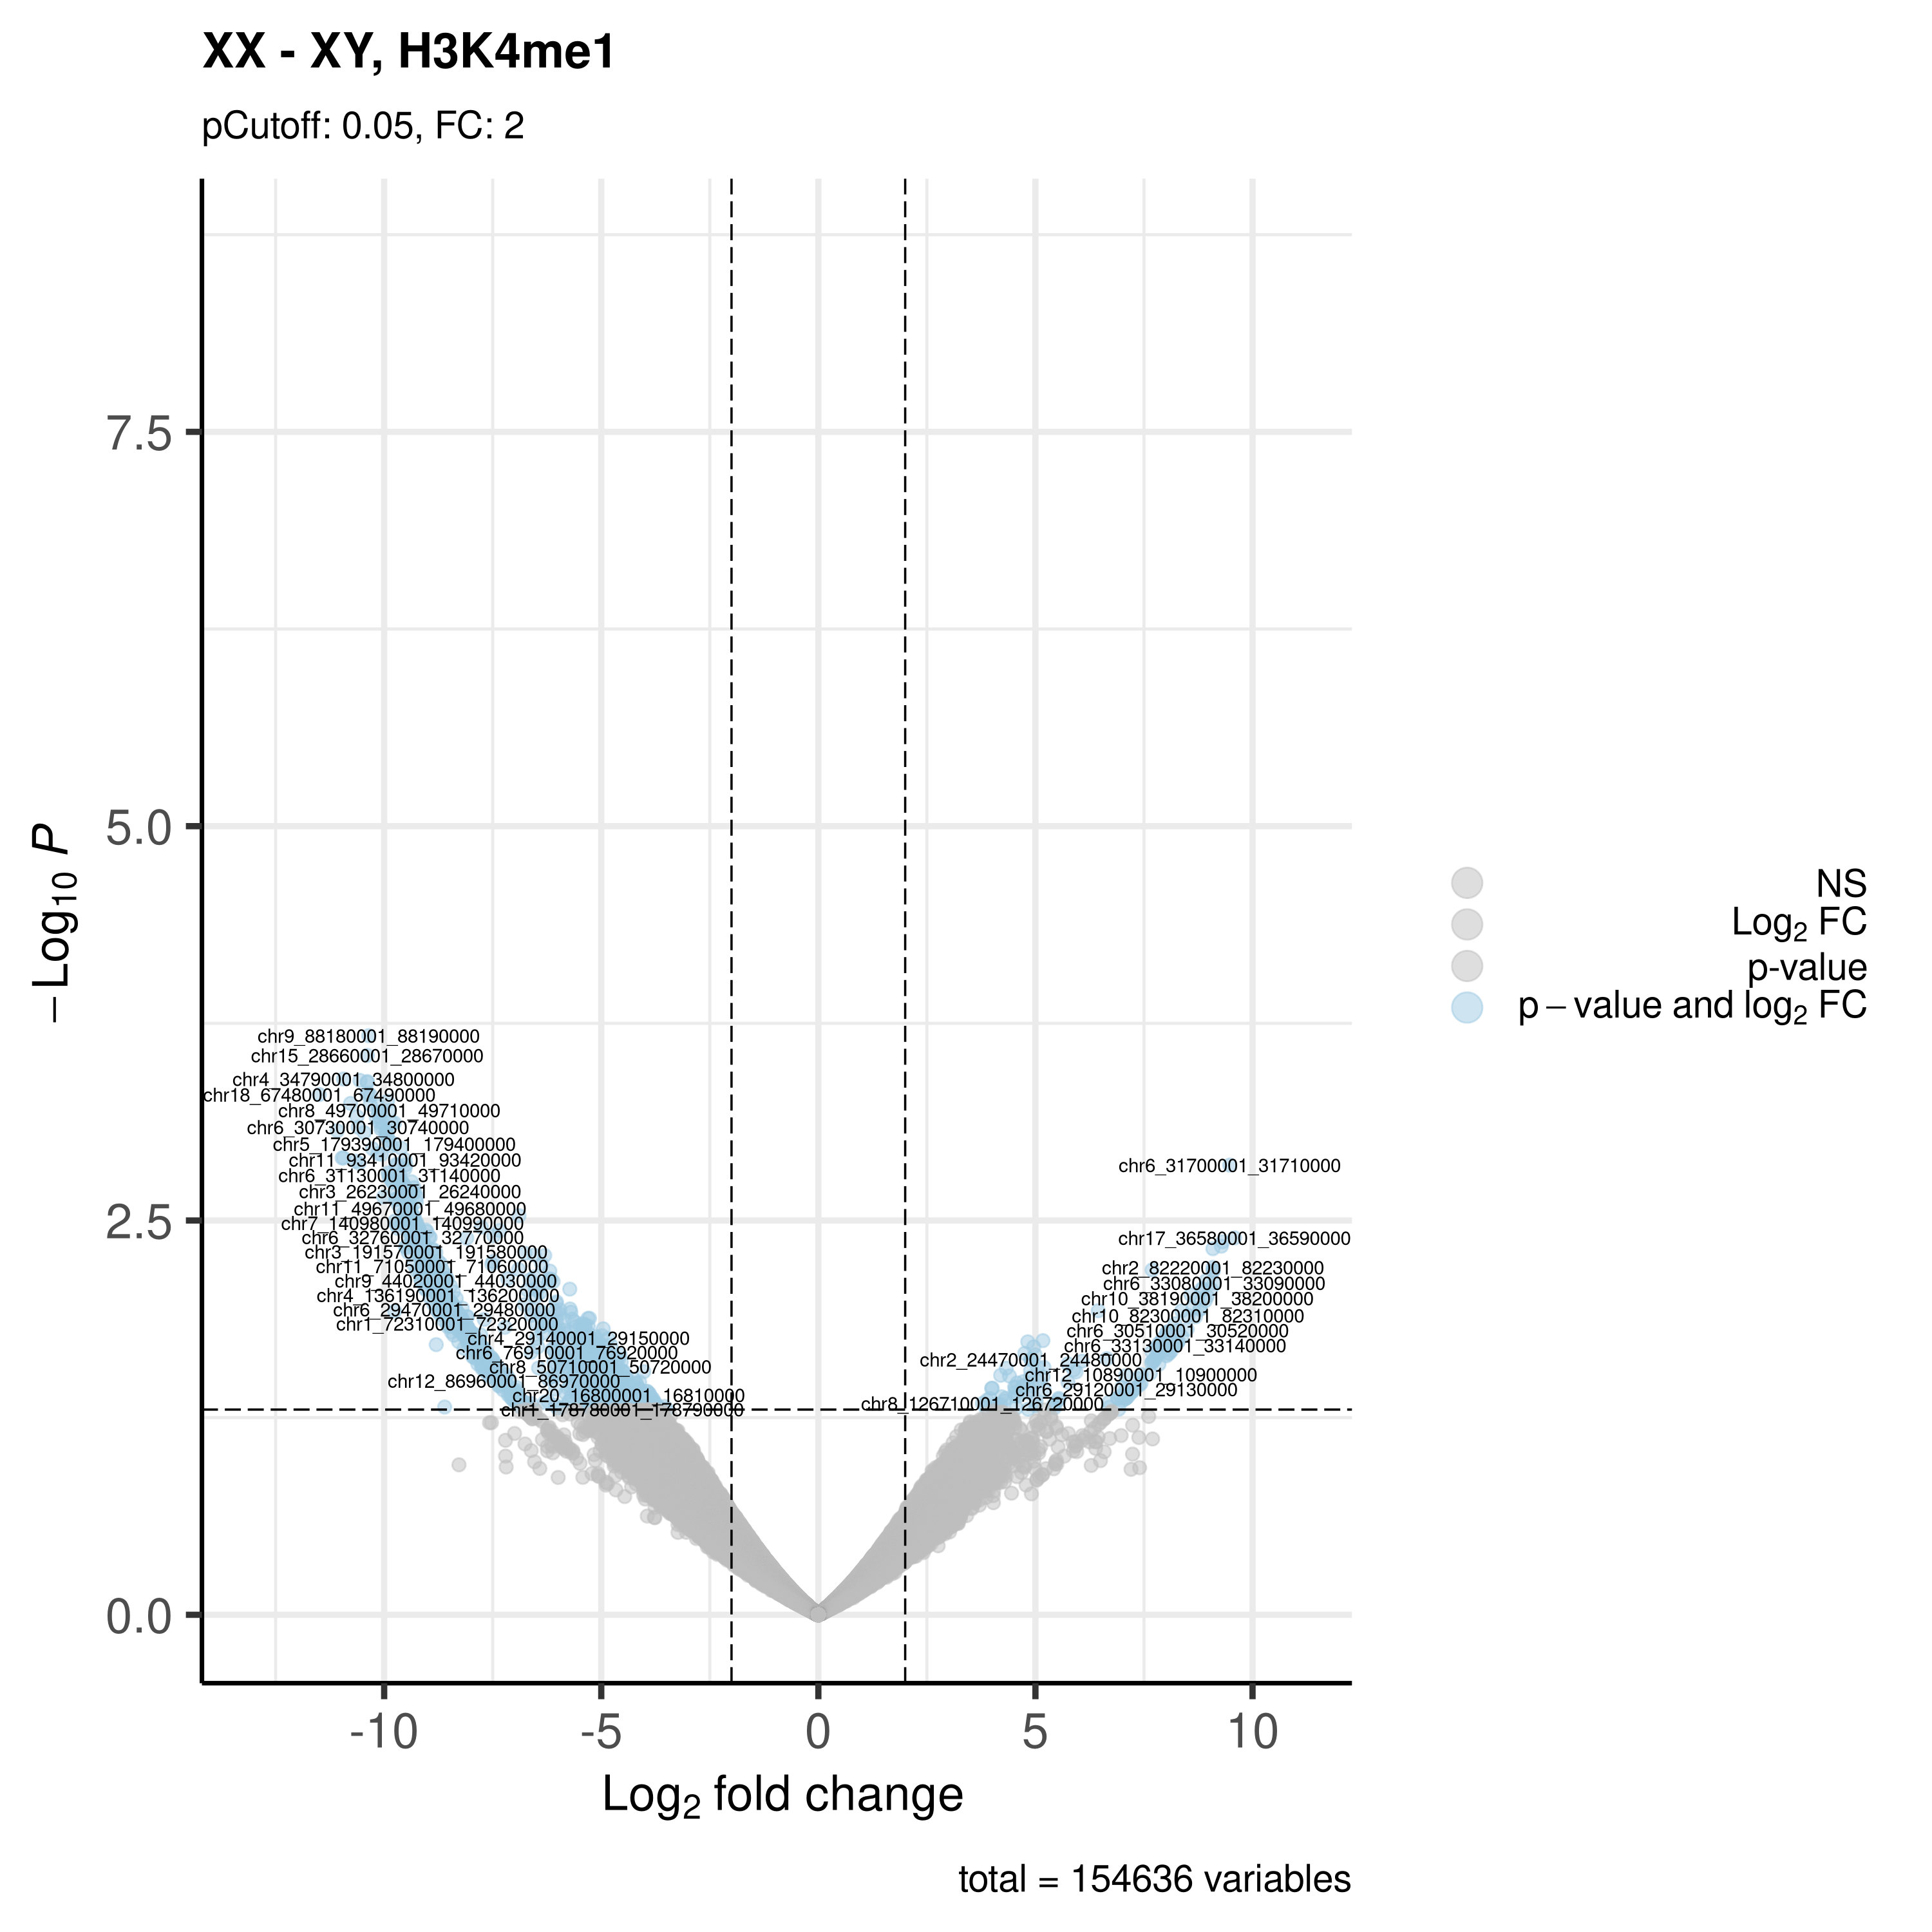 XX - XY, H3K4me1
pCutoff: 0.05, FC: 2
−Log10 P
7.5
5.0
2.5
0.0
chr9_88180001_88190000
chr15_28660001_28670000
chr4_34790001_34800000
chr18_67480001_67490000
chr8_49700001_49710000
chr6_30730001_30740000
chr5_179390001_179400000
chr11_93410001_93420000
chr6_31130001_31140000
chr3_26230001_26240000
chr11_49670001_49680000
chr7_140980001_140990000
chr6_32760001_32770000
chr3_191570001_191580000
chr11_71050001_71060000
chr9_44020001_44030000
chr4_136190001_136200000
chr6_29470001_29480000
chr1_72310001_72320000
chr4_29140001_29150000
chr6_76910001_76920000
chr8_50710001_50720000
chr12_86960001_86970000
chr20_16800001_16810000
chr1_178780001_178790000
chr6_31700001_31710000
chr17_36580001_36590000
chr2_82220001_82230000
chr6_33080001_33090000
chr10_38190001_38200000
chr10_82300001_82310000
chr6_30510001_30520000
chr6_33130001_33140000
chr2_24470001_24480000
chr12_10890001_10900000
chr6_29120001_29130000
chr8_126710001_126720000
-10 -5 0 5 10
Log2 fold change
total = 154636 variables
NS
Log2 FC
p-value
p − value and log2 FC